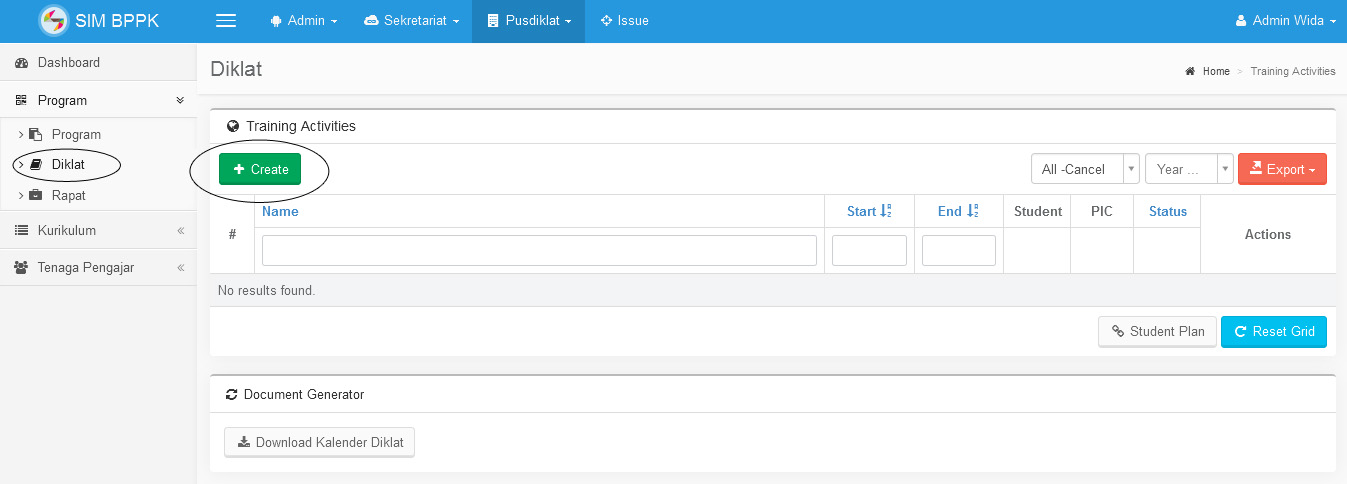 SIM BPPK Admin Sekretariat Pusdiklat Issue Admin Wida
Dashboard
Program
Program
Diklat
Rapat
Kurikulum
Tenaga Pengajar
Diklat
Home > Training Activities
Training Activities
Create All -Cancel Year ... Export
# Name Start End Student PIC Status Actions
No results found.
Student Plan Reset Grid
Document Generator
Download Kalender Diklat